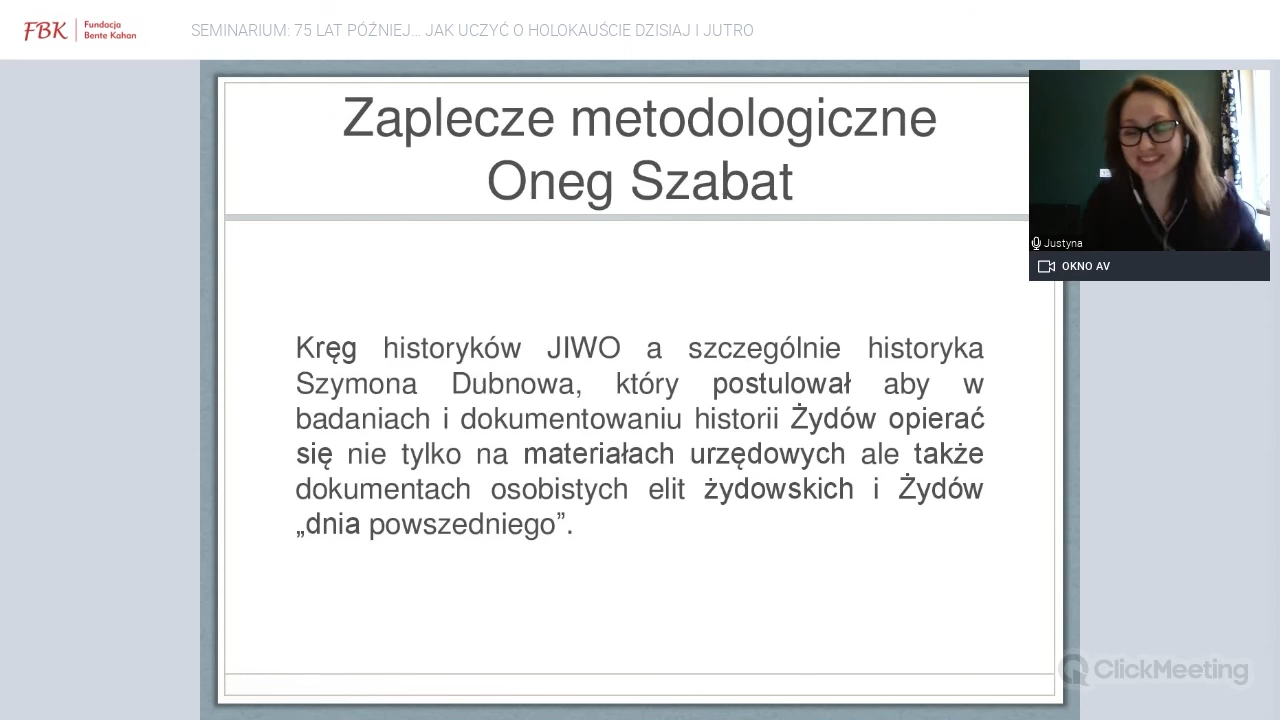 FBK Fundacja
Bente Kahan
SEMINARIUM: 75 LAT PÓŹNIEJ... JAK UCZYĆ O HOLOKAUŚCIE DZISIAJ I JUTRO
Zaplecze metodologiczne
Oneg Szabat
Justyna
OKNO AV
Kręg historyków JIWO a szczególnie historyka
Szymona Dubnowa, który postulował aby w
badaniach i dokumentowaniu historii Żydów opierać
się nie tylko na materiałach urzędowych ale także
dokumentach osobistych elit żydowskich i Żydów
„dnia powszedniego”.
ClickMeeting